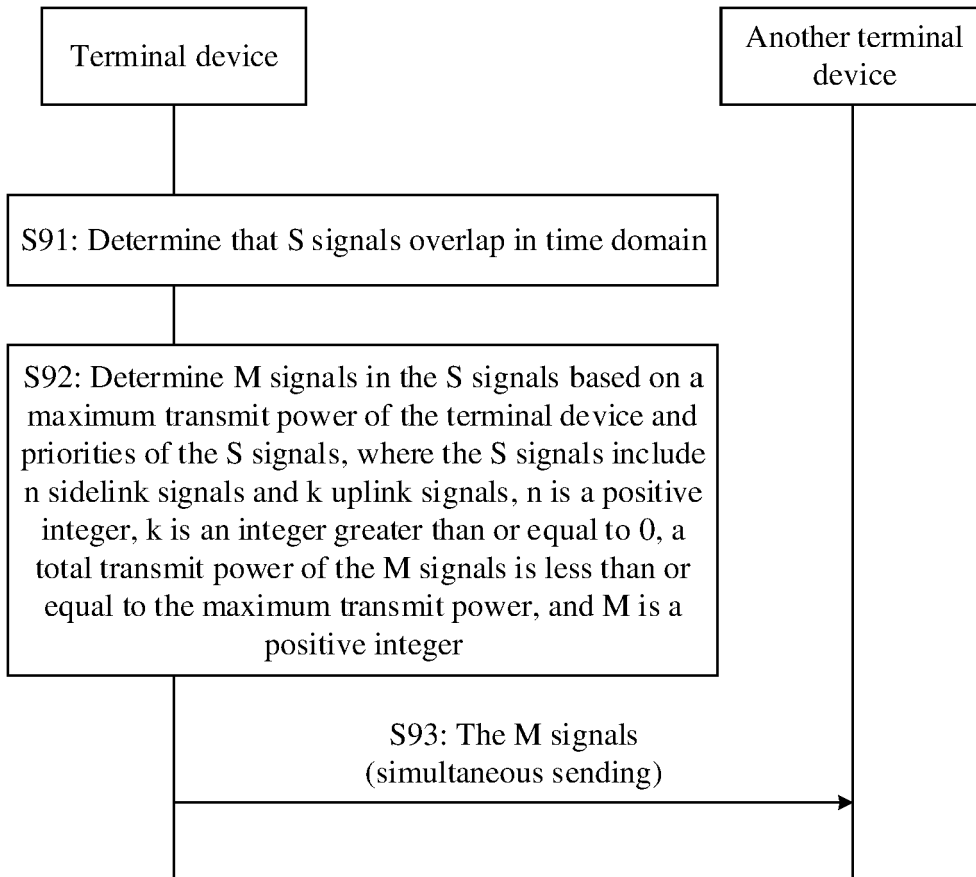 Terminal device
Another terminal
device
S91: Determine that S signals overlap in time domain
S92: Determine M signals in the S signals based on a
maximum transmit power of the terminal device and
priorities of the S signals, where the S signals include
n sidelink signals and k uplink signals, n is a positive
integer, k is an integer greater than or equal to 0, a
total transmit power of the M signals is less than or
equal to the maximum transmit power, and M is a
positive integer
S93: The M signals
(simultaneous sending)